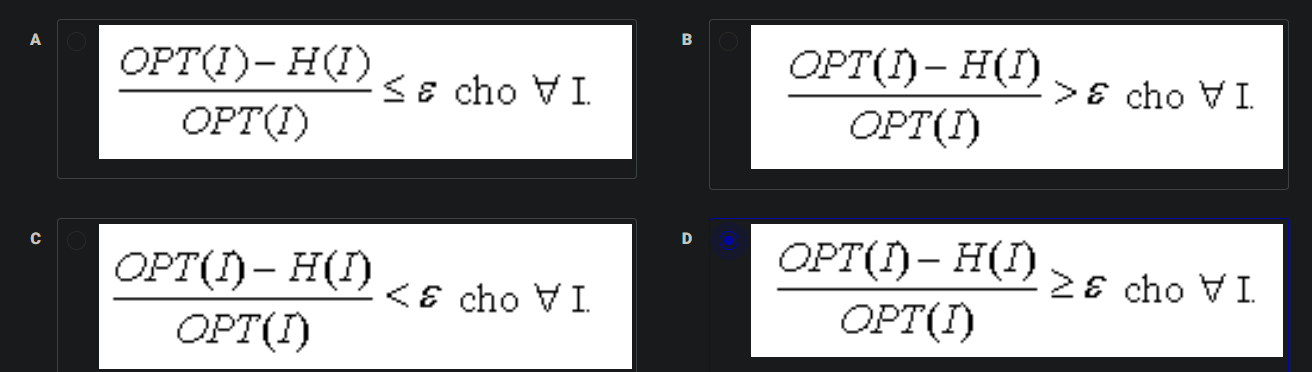 A
OPT(I) – H(I)
OPT(I)
≤ ε cho ∀ I.
B
OPT(I) – H(I)
OPT(I)
> ε cho ∀ I.
C
OPT(I) – H(I)
OPT(I)
< ε cho ∀ I.
D
OPT(I) – H(I)
OPT(I)
≥ ε cho ∀ I.